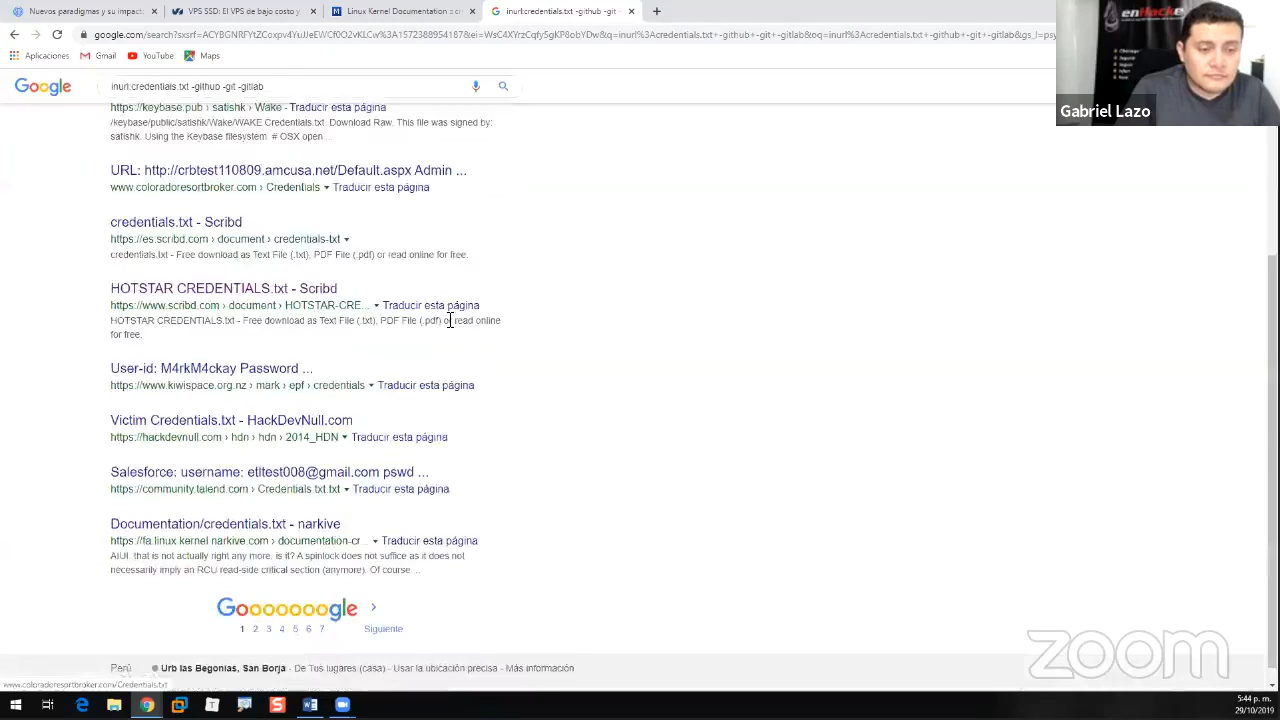 Nuevos paradigmas y su impac
VPS SSD: El VPS de bajo costo y
Linux Kernel Documentation :: cr
inurl:credentials.txt -github -git -
Aplicaciones
Gmail
YouTube
Maps
enHacke
Gabriel Lazo
Google
inurl:credentials.txt -github -git -gitlab
https://keybase.pub › satishk › Wake Traducir esta página
keybase/public/satishk/Wake/WAKE Credential.txt. Download Raw. File was signed by:
satishk. Using the Keybase filesystem. # OSX open ...
URL: http://crbtest110809.amcusa.net/Default.aspx Admin ...
www.coloradoresortbroker.com › Credentials Traducir esta página
credentials.txt - Scribd
https://es.scribd.com › document › credentials-txt
credentials.txt - Free download as Text File (.txt), PDF File (.pdf) or read online for free.
HOTSTAR CREDENTIALS.txt - Scribd
https://www.scribd.com › document › HOTSTAR-CRE... Traducir esta página
HOTSTAR CREDENTIALS.txt - Free download as Text File (.txt), PDF File (.pdf) or read online
for free.
User-id: M4rkM4ckay Password ...
https://www.kiwispace.org.nz › mark › epf › credentials Traducir esta página
Victim Credentials.txt - HackDevNull.com
https://hackdevnull.com › hdn › hdn › 2014_HDN Traducir esta página
Salesforce: username: etltest008@gmail.com pswd ...
https://community.talend.com › Credentials.txt.txt Traducir esta página
Documentation/credentials.txt - narkive
https://fa.linux.kernel.narkive.com › documentation-cr... Traducir esta página
AIUI, that is not actually right any more, is it? A spinlock does not suffice as it does not
necessarily imply an RCU read-side critical section (anymore). Of course ...
Goooooooogle
1 2 3 4 5 6 7 Siguiente
Perú Urb las Begonias, San Borja - De Tus lugares (casa) - Usar la ubicación precisa - Más información
zoom
www.coloradoresortbroker.com/Credentials.txt
5:44 p. m.
29/10/2019